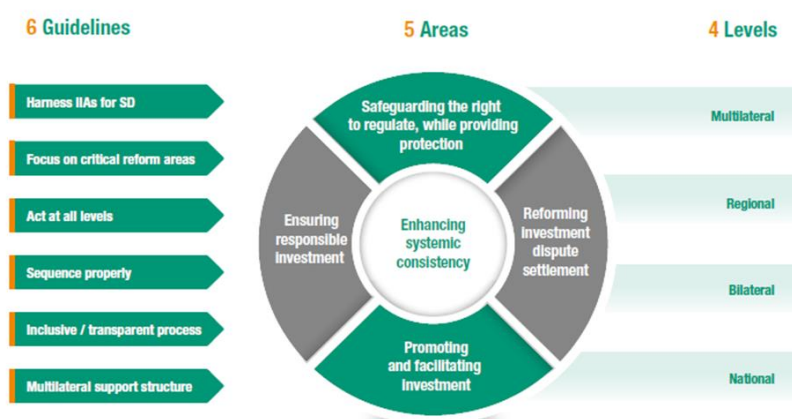 6 Guidelines
Harness IIAs for SD
Focus on critical reform areas
Act at all levels
Sequence properly
Inclusive / transparent process
Multilateral support structure
5 Areas
Safeguarding the right
to regulate, while providing
protection
Ensuring
responsible
investment
Enhancing
systemic
consistency
Reforming
investment
dispute
settlement
Promoting
and facilitating
investment
4 Levels
Multilateral
Regional
Bilateral
National